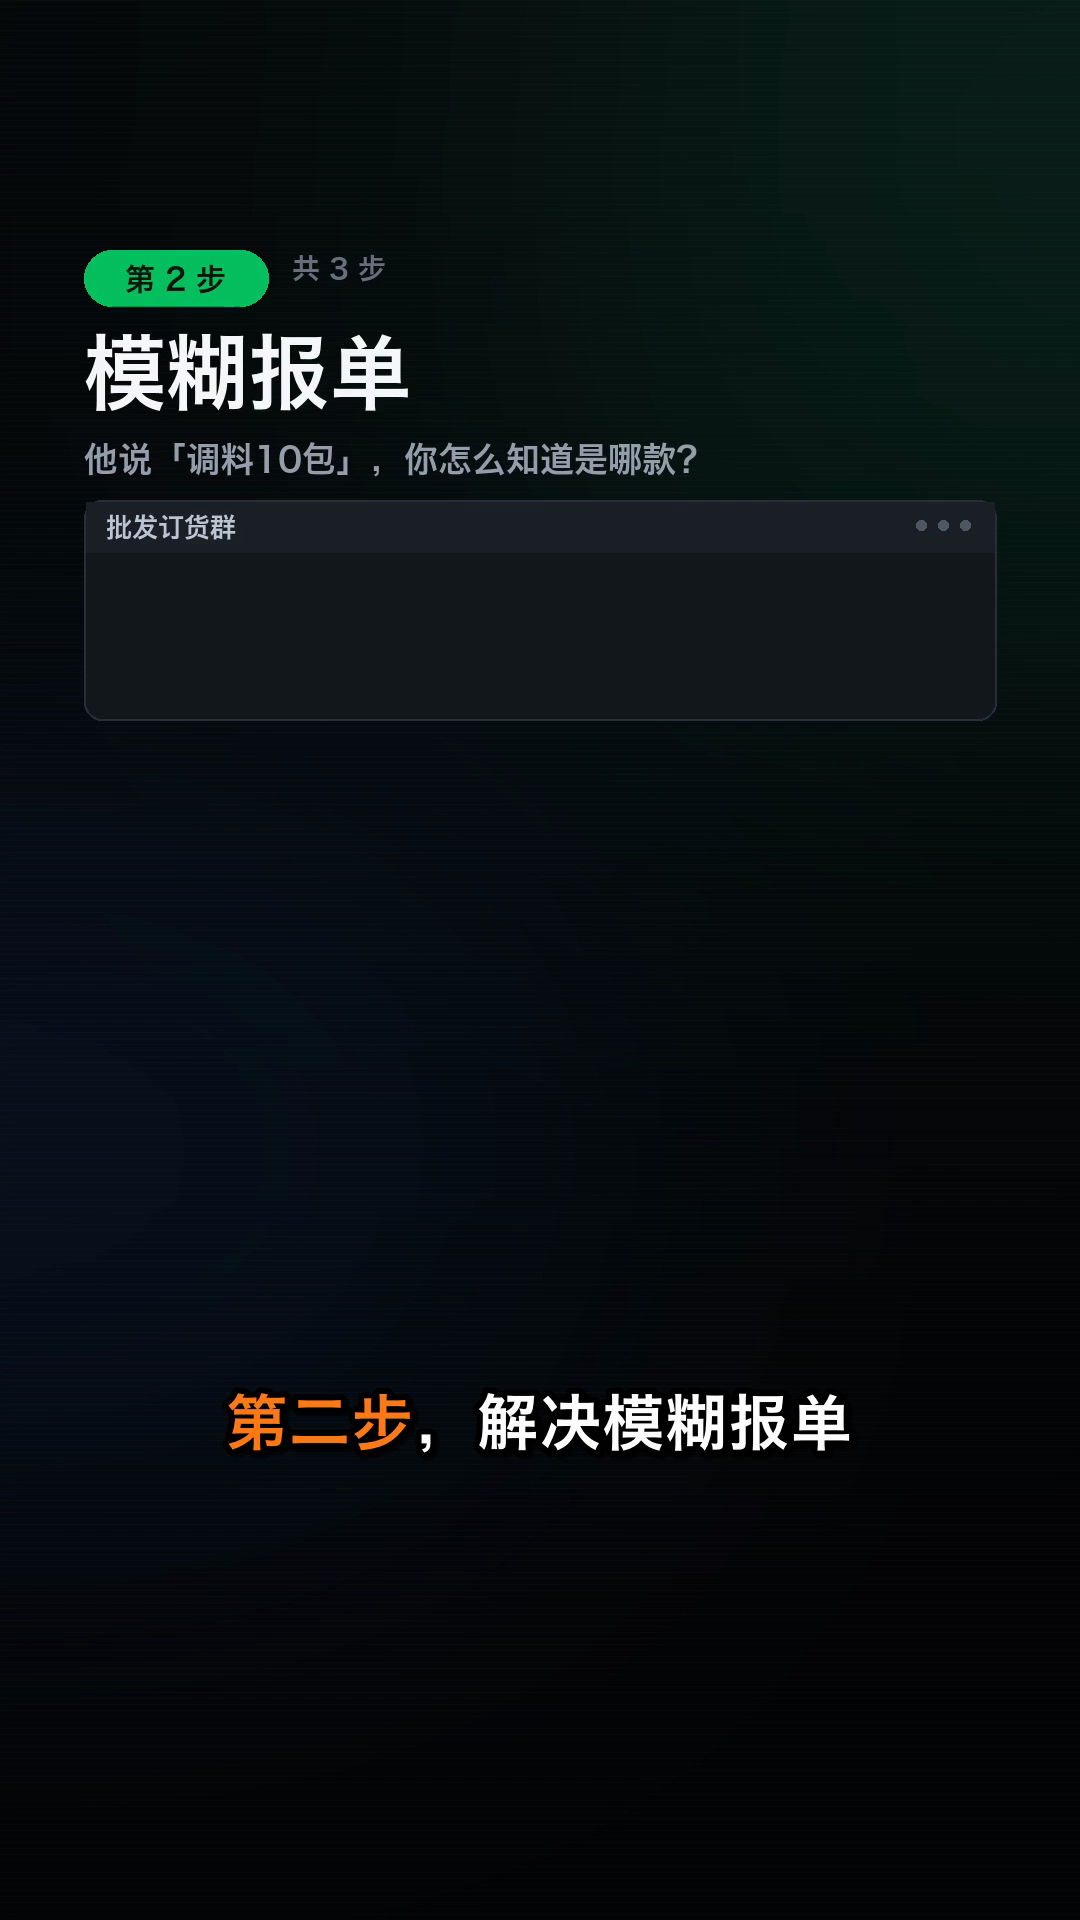 第 2 步
共 3 步
模糊报单
他说「调料10包」，你怎么知道是哪款？
批发订货群
第二步，解决模糊报单